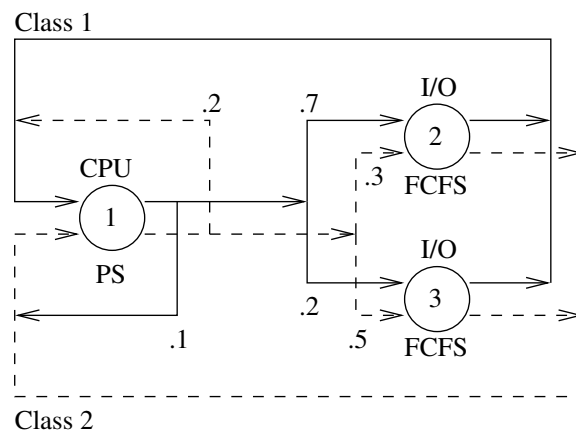 Class 1
I/O
.2
.7
2
CPU
.3
FCFS
1
I/O
PS
3
.2
.1
.5
FCFS
Class 2